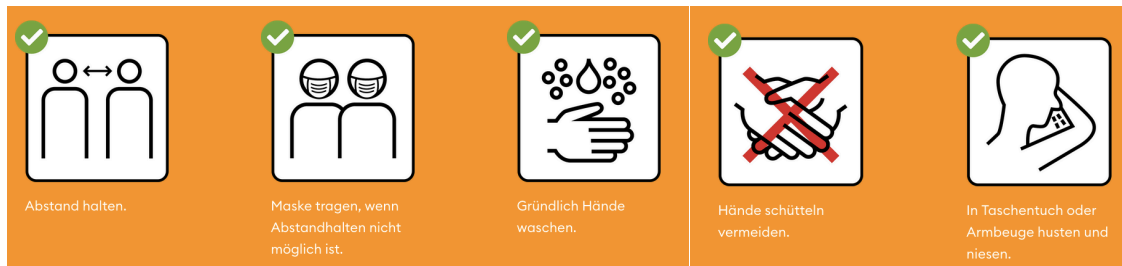 Abstand halten.
Maske tragen, wenn
Abstandhalten nicht
möglich ist.
Gründlich Hände
waschen.
Hände schütteln
vermeiden.
In Taschentuch oder
Armbeuge husten und
niesen.